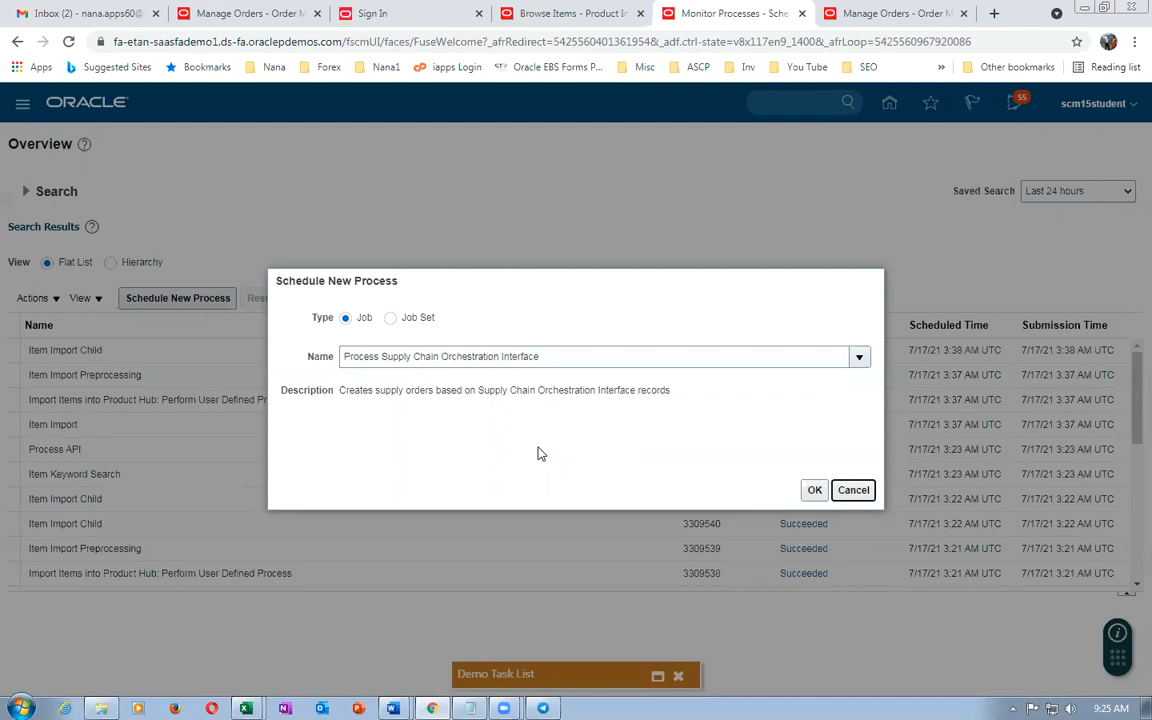 Inbox (2) - nana.apps60@
Manage Orders - Order M
Sign In
Browse Items - Product In
Monitor Processes - Sche
Manage Orders - Order M
fa-etan-saasfademo1.ds-fa.oraclepdemos.com/fscmUI/faces/FuseWelcome?_afrRedirect=5425560401361954&_adf.ctrl-state=v8x117en9_1400&_afrLoop=5425560967920086
Apps Suggested Sites Bookmarks Nana Forex Nana1 iapps Login Oracle EBS Forms P... Misc ASCP Inv You Tube SEO » Other bookmarks Reading list
ORACLE 55 scm15student
Overview
Search Saved Search Last 24 hours
Search Results
View Flat List Hierarchy
Actions View Schedule New Process
Name Scheduled Time Submission Time
Item Import Child 7/17/21 3:38 AM UTC 7/17/21 3:38 AM UTC
Item Import Preprocessing 7/17/21 3:37 AM UTC 7/17/21 3:37 AM UTC
Import Items into Product Hub: Perform User Defined Pr 7/17/21 3:37 AM UTC 7/17/21 3:37 AM UTC
Item Import 7/17/21 3:37 AM UTC 7/17/21 3:37 AM UTC
Process API 7/17/21 3:23 AM UTC 7/17/21 3:23 AM UTC
Item Keyword Search 7/17/21 3:23 AM UTC 7/17/21 3:23 AM UTC
Item Import Child 7/17/21 3:22 AM UTC 7/17/21 3:22 AM UTC
Item Import Child 3309540 Succeeded 7/17/21 3:22 AM UTC 7/17/21 3:22 AM UTC
Item Import Preprocessing 3309539 Succeeded 7/17/21 3:21 AM UTC 7/17/21 3:21 AM UTC
Import Items into Product Hub: Perform User Defined Process 3309538 Succeeded 7/17/21 3:21 AM UTC 7/17/21 3:21 AM UTC
Schedule New Process
Type Job Job Set
Name Process Supply Chain Orchestration Interface
Description Creates supply orders based on Supply Chain Orchestration Interface records
OK Cancel
Demo Task List
9:25 AM